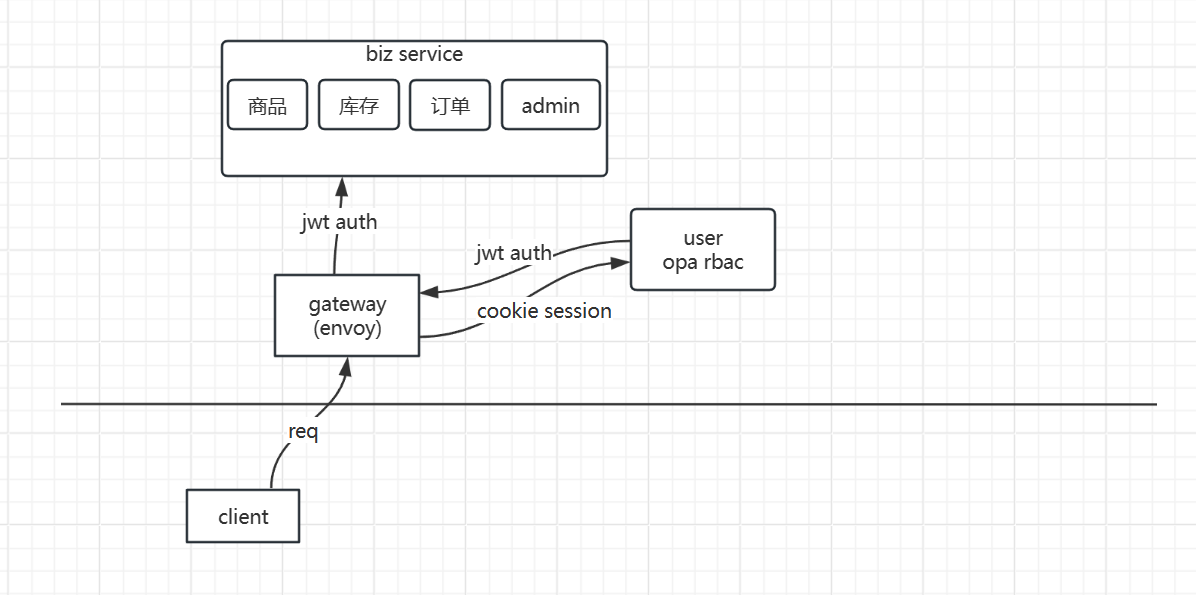 biz service
商品
库存
订单
admin
jwt auth
user
opa rbac
jwt auth
gateway
(envoy)
cookie session
req
client